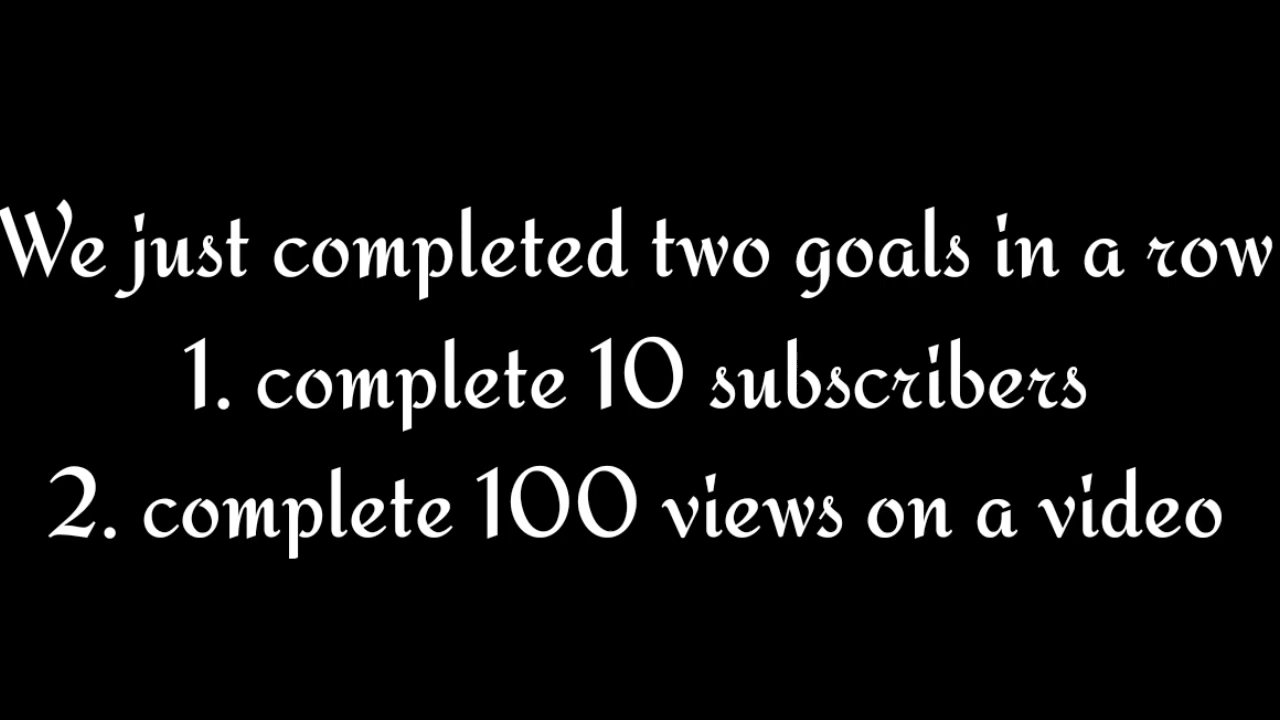 We just completed two goals in a row
1. complete 10 subscribers
2. complete 100 views on a video